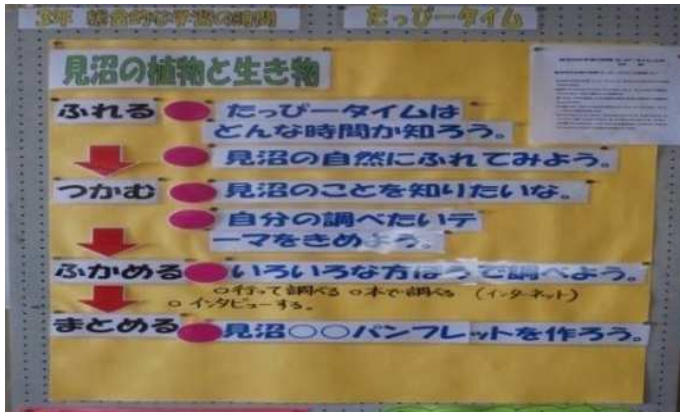 3年 総合的な学習の時間 たっぴータイム
見沼の植物と生き物
ふれる ●たっぴータイムは
どんな時間か知ろう。
●見沼の自然にふれてみよう。
つかむ ●見沼のことを知りたいな。
●自分の調べたいテ
ーマをきめよう。
ふかめる ●いろいろな方ほうで調べよう。
○行って調べる ○本で調べる (インターネット)
○インタビューする。
まとめる ●見沼○○パンフレットを作ろう。